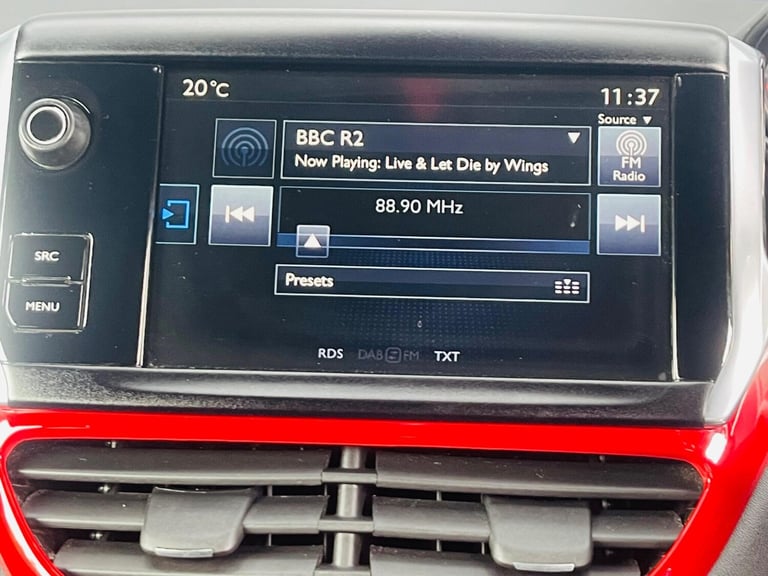 20°C
11:37
Source
BBC R2
Now Playing: Live & Let Die by Wings
FM
Radio
88.90 MHz
SRC
MENU
Presets
RDS DAB FM TXT